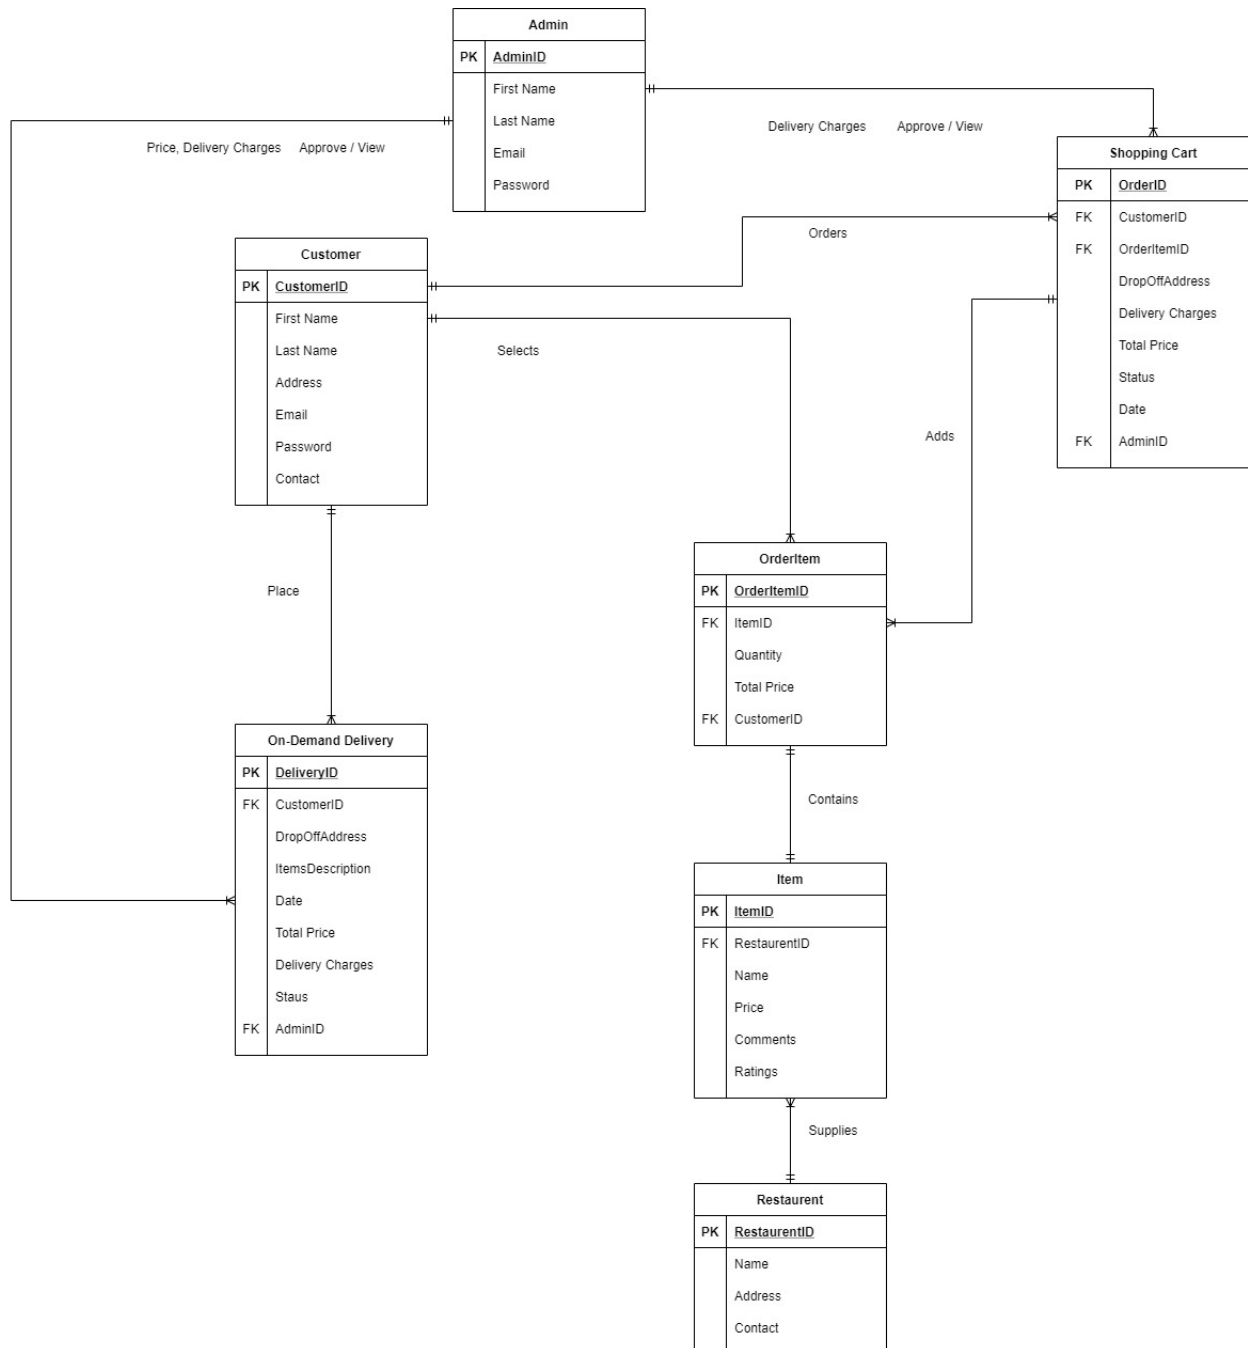 Admin
PK AdminID
First Name
Last Name
Email
Password
Price, Delivery Charges Approve / View
Delivery Charges Approve / View
Shopping Cart
PK OrderID
FK CustomerID
FK OrderItemID
DropOffAddress
Delivery Charges
Total Price
Status
Date
FK AdminID
Orders
Customer
PK CustomerID
First Name
Last Name
Address
Email
Password
Contact
Selects
Adds
Place
OrderItem
PK OrderItemID
FK ItemID
Quantity
Total Price
FK CustomerID
On-Demand Delivery
PK DeliveryID
FK CustomerID
DropOffAddress
ItemsDescription
Date
Total Price
Delivery Charges
Staus
FK AdminID
Contains
Item
PK ItemID
FK RestaurentID
Name
Price
Comments
Ratings
Supplies
Restaurent
PK RestaurentID
Name
Address
Contact